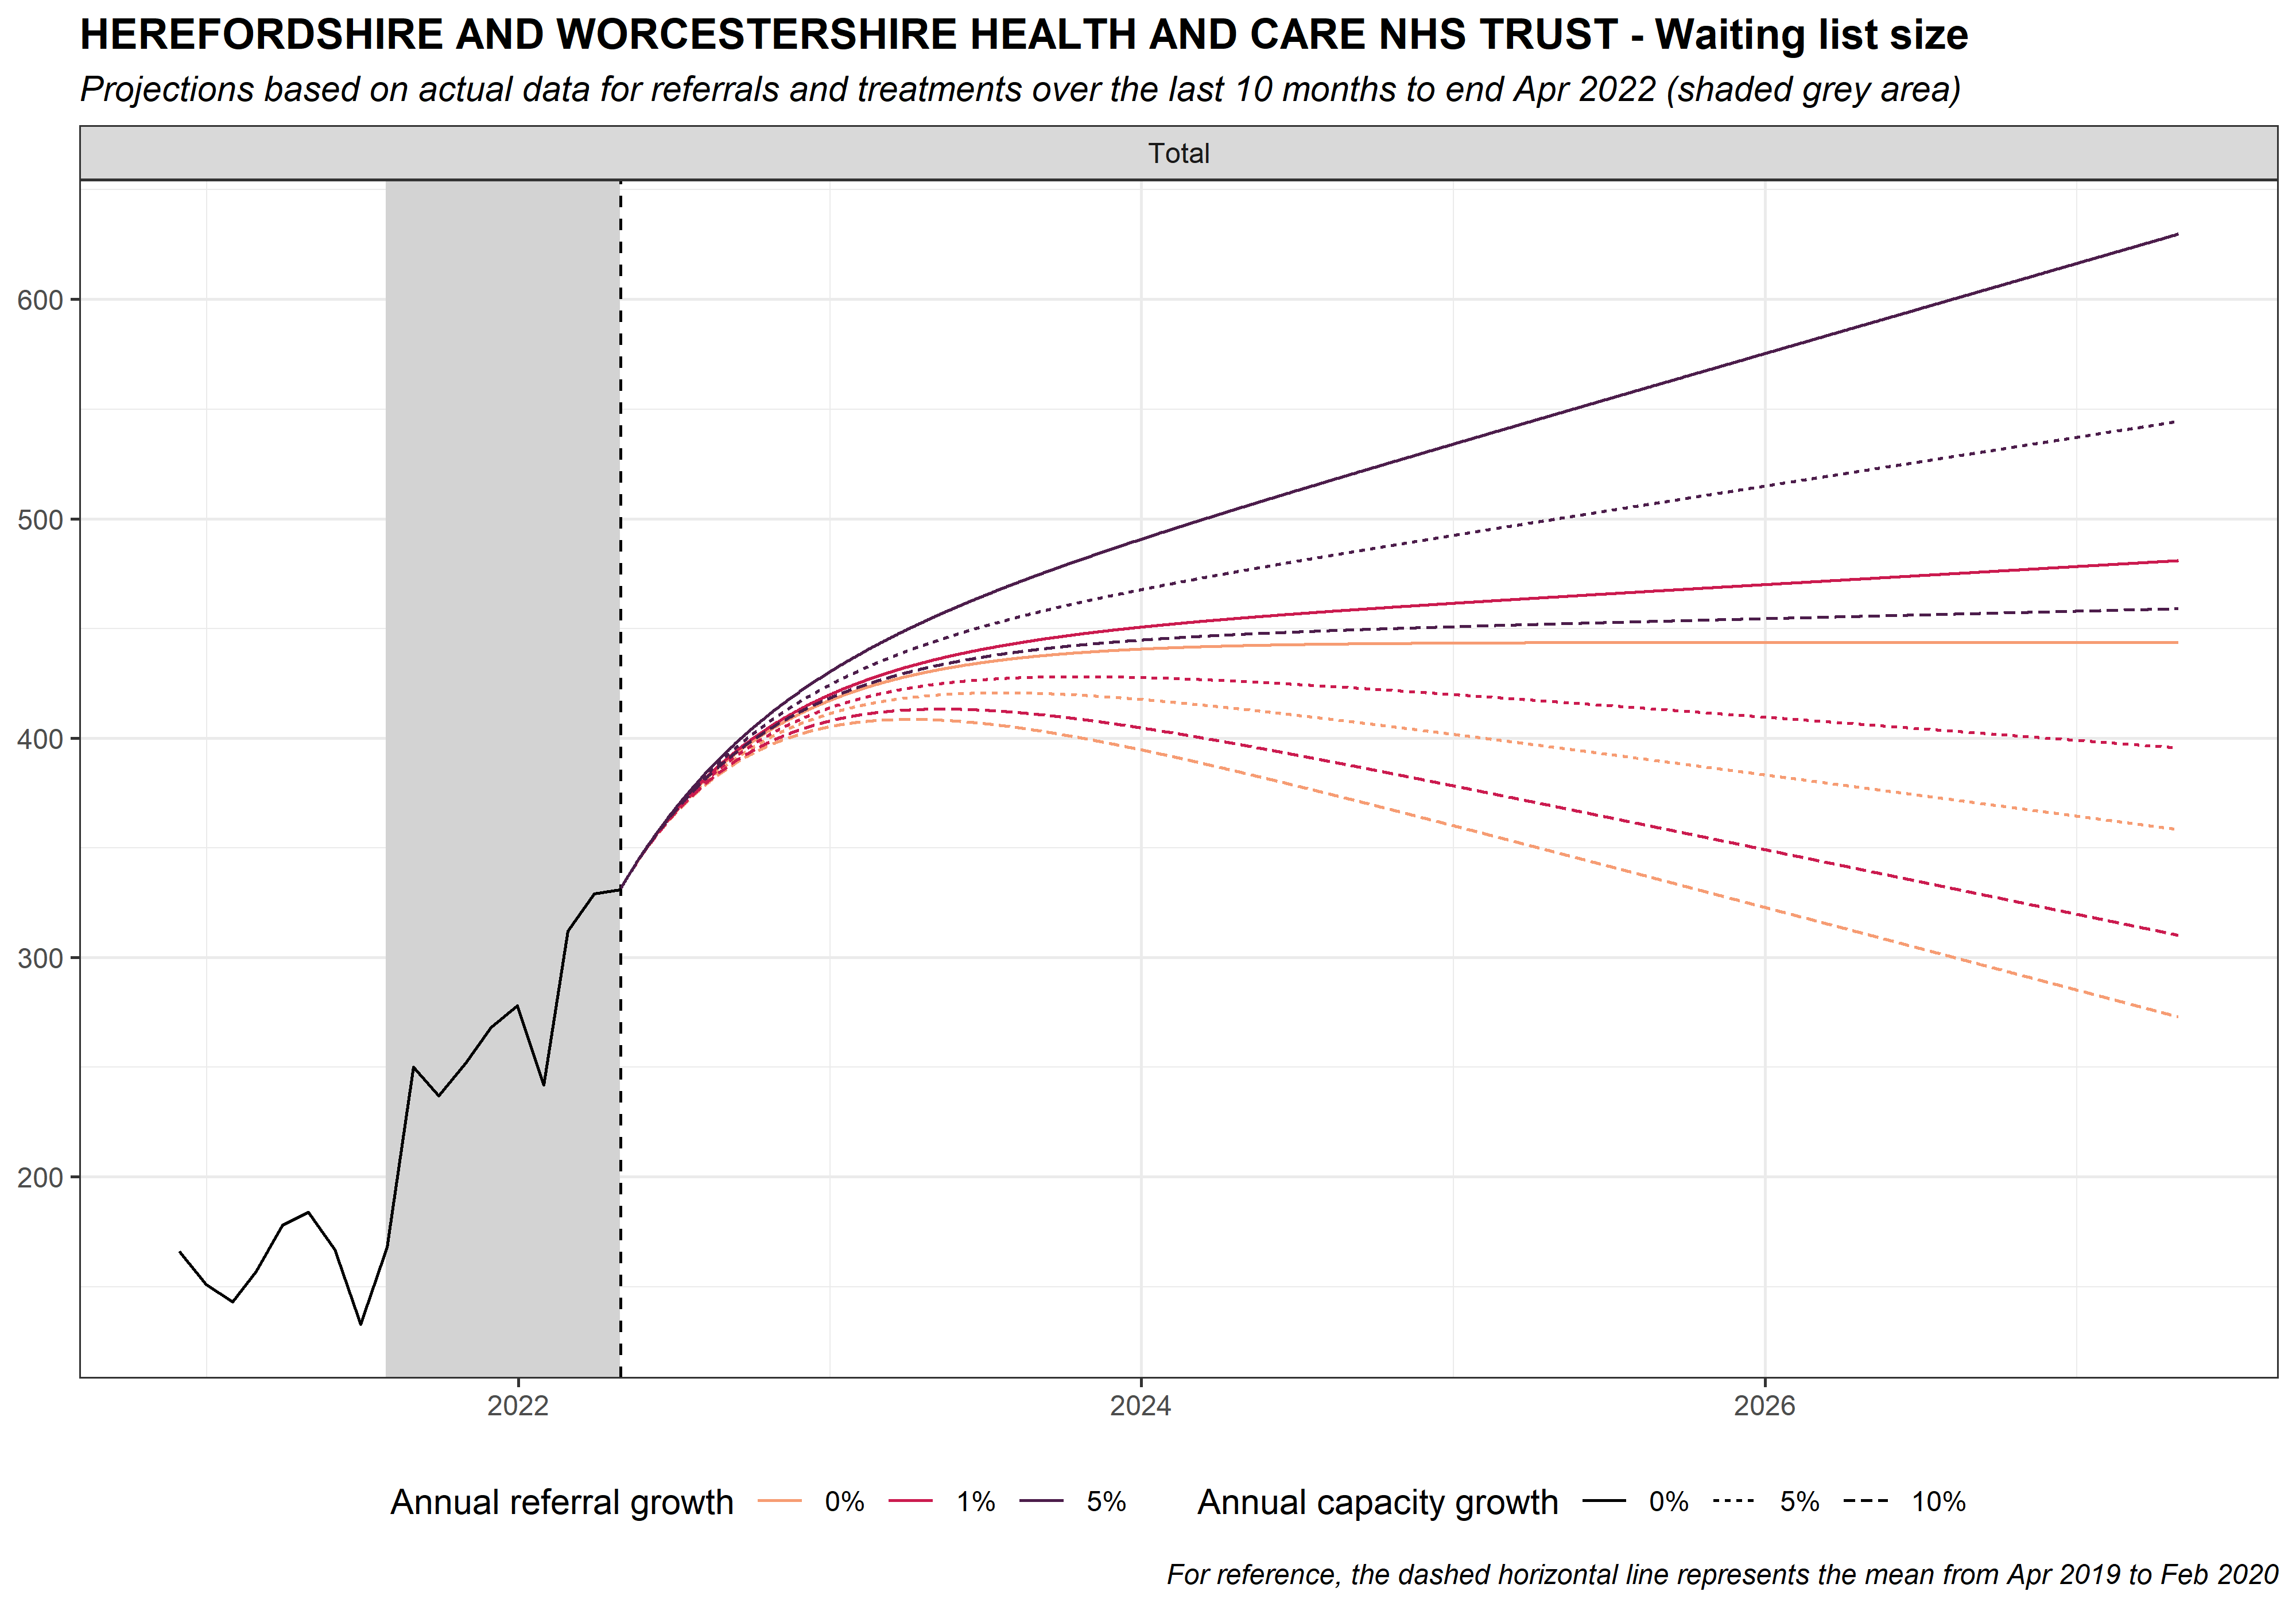 HEREFORDSHIRE AND WORCESTERSHIRE HEALTH AND CARE NHS TRUST - Waiting list size
Projections based on actual data for referrals and treatments over the last 10 months to end Apr 2022 (shaded grey area)
Total
600
500
400
300
200
2022 2024 2026
Annual referral growth 0% 1% 5% Annual capacity growth 0% 5% 10%
For reference, the dashed horizontal line represents the mean from Apr 2019 to Feb 2020